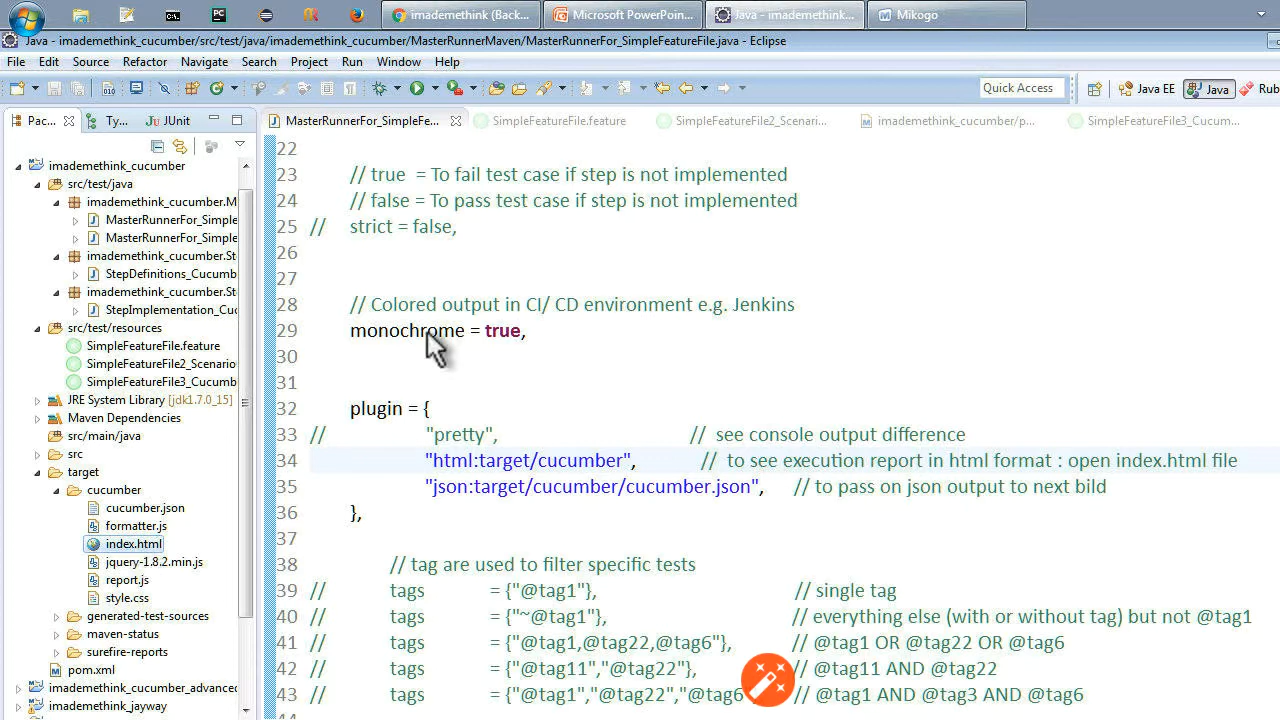 imademethink (Back...
Microsoft PowerPoin...
Java - imademethink...
Mikogo
Java - imademethink_cucumber/src/test/java/imademethink_cucumber/MasterRunnerMaven/MasterRunnerFor_SimpleFeatureFile.java - Eclipse
File Edit Source Refactor Navigate Search Project Run Window Help
Quick Access
Java EE
Java
Rub
Pac...
Ty...
JUnit
MasterRunnerFor_SimpleFe...
SimpleFeatureFile.feature
SimpleFeatureFile2_Scenari...
imademethink_cucumber/p...
SimpleFeatureFile3_Cucum...
imademethink_cucumber
src/test/java
imademethink_cucumber.M
MasterRunnerFor_Simple
MasterRunnerFor_Simple
imademethink_cucumber.St
StepDefinitions_Cucumb
imademethink_cucumber.St
StepImplementation_Cuc
src/test/resources
SimpleFeatureFile.feature
SimpleFeatureFile2_Scenario
SimpleFeatureFile3_Cucumb
JRE System Library [jdk1.7.0_15]
Maven Dependencies
src/main/java
src
target
cucumber
cucumber.json
formatter.js
index.html
jquery-1.8.2.min.js
report.js
style.css
generated-test-sources
maven-status
surefire-reports
pom.xml
imademethink_cucumber_advanced
imademethink_jayway
22
23 // true = To fail test case if step is not implemented
24 // false = To pass test case if step is not implemented
25 // strict = false,
26
27
28 // Colored output in CI/ CD environment e.g. Jenkins
29 monochrome = true,
30
31
32 plugin = {
33 // "pretty", // see console output difference
34 "html:target/cucumber", // to see execution report in html format : open index.html file
35 "json:target/cucumber/cucumber.json", // to pass on json output to next bild
36 },
37
38 // tag are used to filter specific tests
39 // tags = {"@tag1"}, // single tag
40 // tags = {"~@tag1"}, // everything else (with or without tag) but not @tag1
41 // tags = {"@tag1,@tag22,@tag6"}, // @tag1 OR @tag22 OR @tag6
42 // tags = {"@tag11","@tag22"}, // @tag11 AND @tag22
43 // tags = {"@tag1","@tag22","@tag6 // @tag1 AND @tag3 AND @tag6